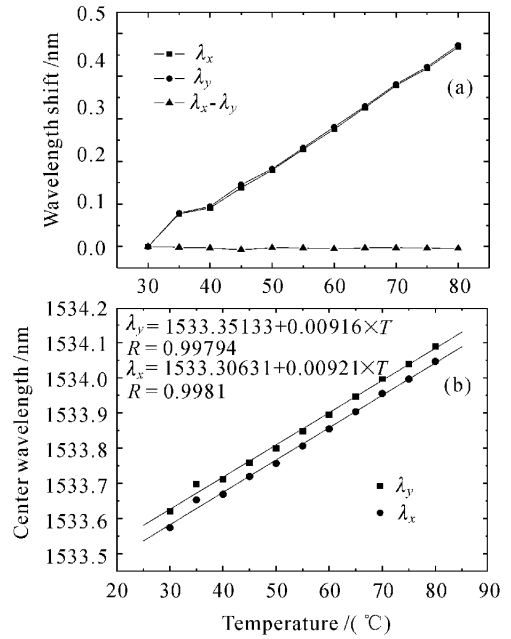 0.5
0.4
0.3
0.2
0.1
0.0
Wavelength shift /nm
λx
λy
λx-λy
(a)
30 40 50 60 70 80
1534.2
1534.1
1534.0
1533.9
1533.8
1533.7
1533.6
1533.5
Center wavelength /nm
λy= 1533.35133+0.00916×T
R = 0.99794
λx= 1533.30631+0.00921×T
R = 0.9981
(b)
λy
λx
20 30 40 50 60 70 80 90
Temperature /(℃)